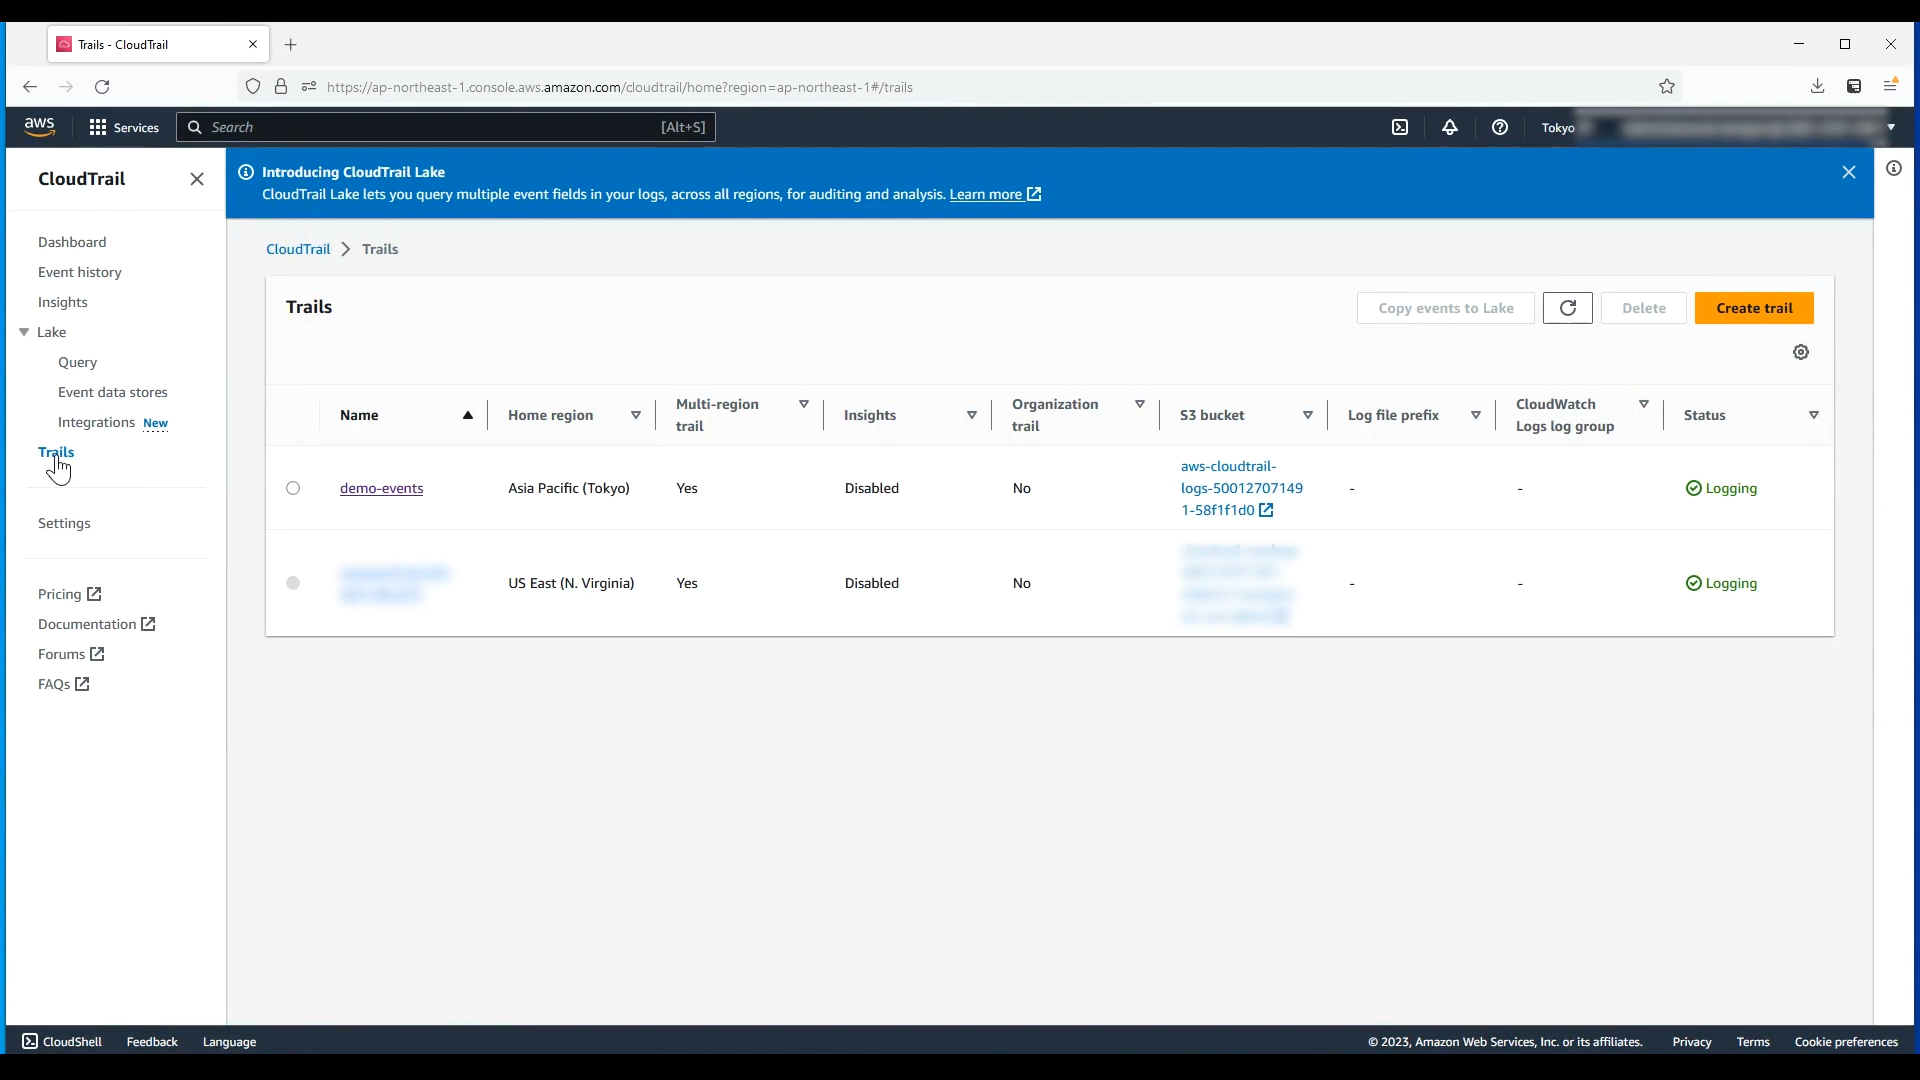 Trails - CloudTrail
https://ap-northeast-1.console.aws.amazon.com/cloudtrail/home?region=ap-northeast-1#/trails
aws
Services
Search
[Alt+S]
Tokyo
CloudTrail
Introducing CloudTrail Lake
CloudTrail Lake lets you query multiple event fields in your logs, across all regions, for auditing and analysis. Learn more
Dashboard
Event history
Insights
Lake
Query
Event data stores
Integrations New
Trails
Settings
Pricing
Documentation
Forums
FAQs
CloudTrail
Trails
Trails
Copy events to Lake
Delete
Create trail
Name
Home region
Multi-region
trail
Insights
Organization
trail
S3 bucket
Log file prefix
CloudWatch
Logs log group
Status
demo-events
Asia Pacific (Tokyo)
Yes
Disabled
No
aws-cloudtrail-
logs-50012707149
1-58f1f1d0
-
-
Logging
US East (N. Virginia)
Yes
Disabled
No
-
-
Logging
CloudShell
Feedback
Language
© 2023, Amazon Web Services, Inc. or its affiliates.
Privacy
Terms
Cookie preferences